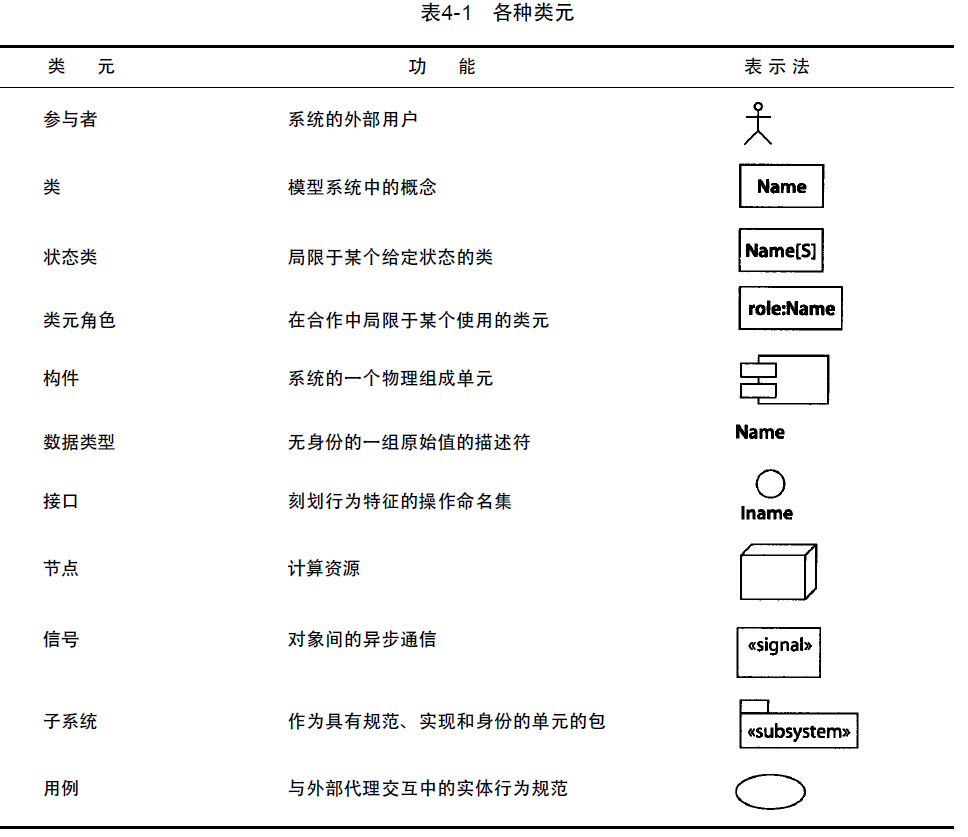 表4-1 各种类元
类 元 功 能 表 示 法
参与者 系统的外部用户
类 模型系统中的概念 Name
状态类 局限于某个给定状态的类 Name[S]
类元角色 在合作中局限于某个使用的类元 role:Name
构件 系统的一个物理组成单元
数据类型 无身份的一组原始值的描述符 Name
接口 刻划行为特征的操作命名集 Iname
节点 计算资源
信号 对象间的异步通信 «signal»
子系统 作为具有规范、实现和身份的单元的包 «subsystem»
用例 与外部代理交互中的实体行为规范